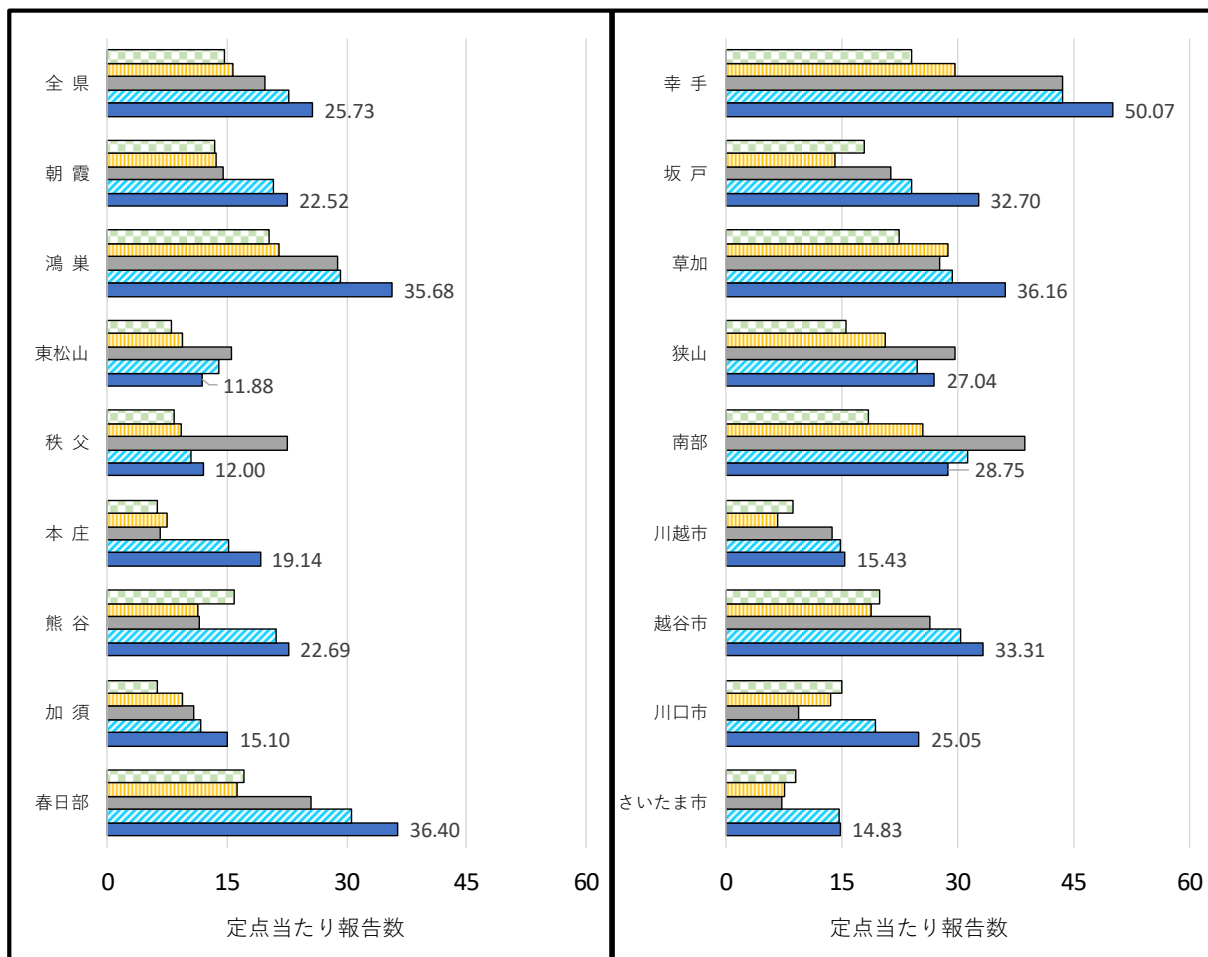 全 県
25.73
朝 霞
22.52
鴻 巣
35.68
東松山
11.88
秩 父
12.00
本 庄
19.14
熊 谷
22.69
加 須
15.10
春日部
36.40
0 15 30 45 60
定点当たり報告数
幸 手
50.07
坂 戸
32.70
草加
36.16
狭山
27.04
南部
28.75
川越市
15.43
越谷市
33.31
川口市
25.05
さいたま市
14.83
0 15 30 45 60
定点当たり報告数